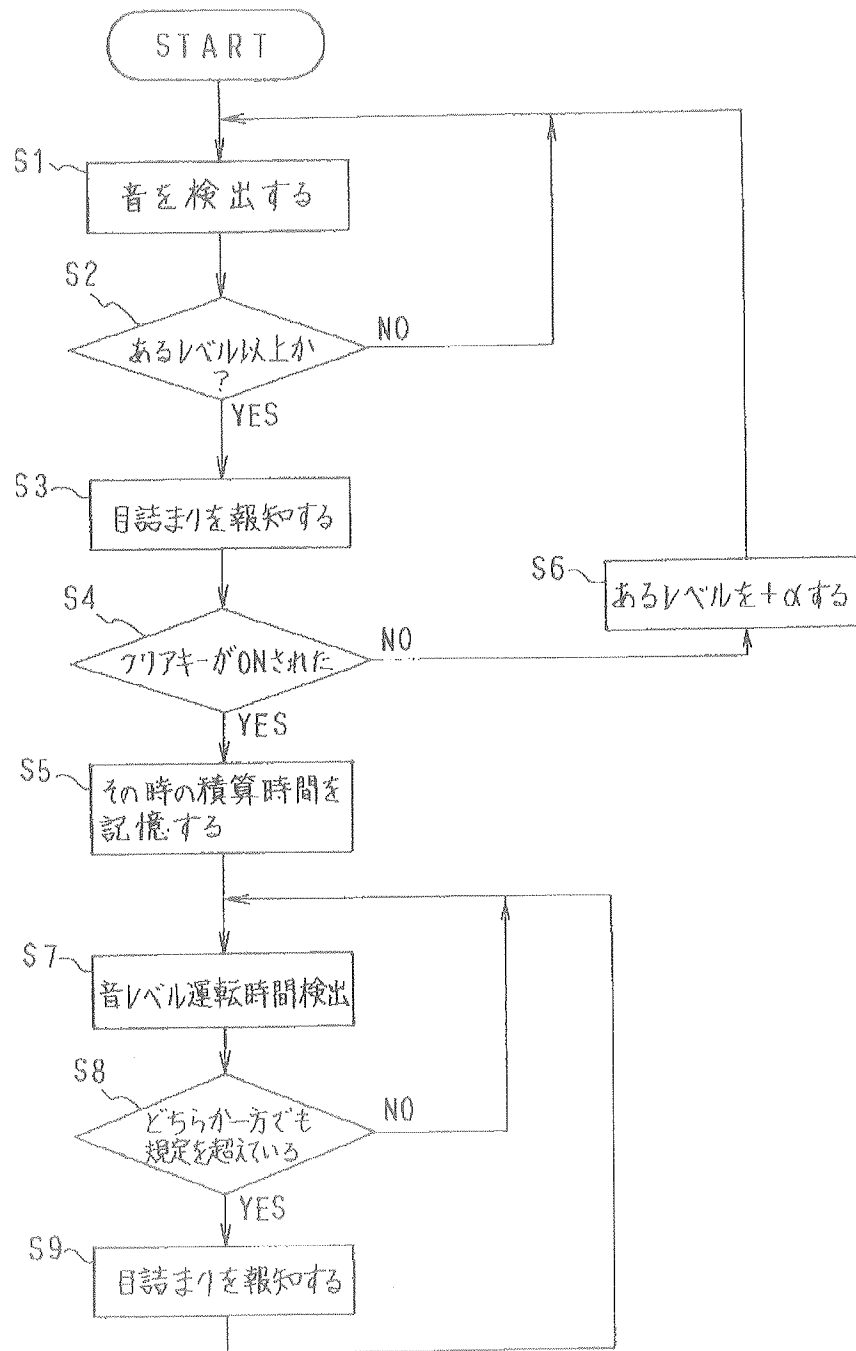 START
S1
音を検出する
S2
あるレベル以上か
?
NO
YES
S3
目詰まりを報知する
S4
クリアキーがONされた
NO
YES
S6
あるレベルを+αする
S5
その時の積算時間を
記憶する
S7
音レベル運転時間検出
S8
どちらか一方でも
規定を超えている
NO
YES
S9
目詰まりを報知する